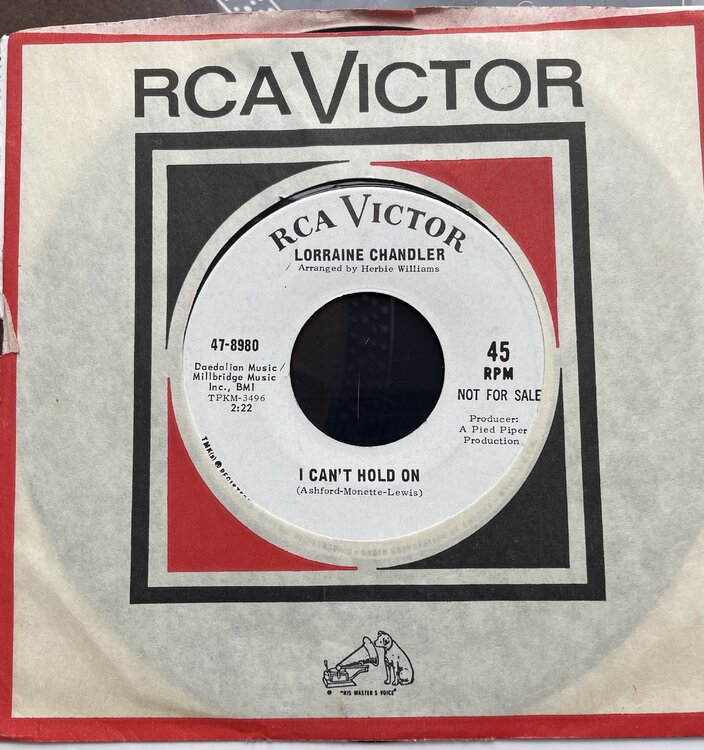 RCA VICTOR
RCA VICTOR
LORRAINE CHANDLER
Arranged by Herbie Williams
47-8980
Daedalian Music/
Millbridge Music
Inc., BMI
TPKM-3496
2:22
45
RPM
NOT FOR SALE
Producer:
A Pied Piper
Production
TMK(s) ®
I CAN'T HOLD ON
(Ashford-Monette-Lewis)
®
"HIS MASTER'S VOICE"